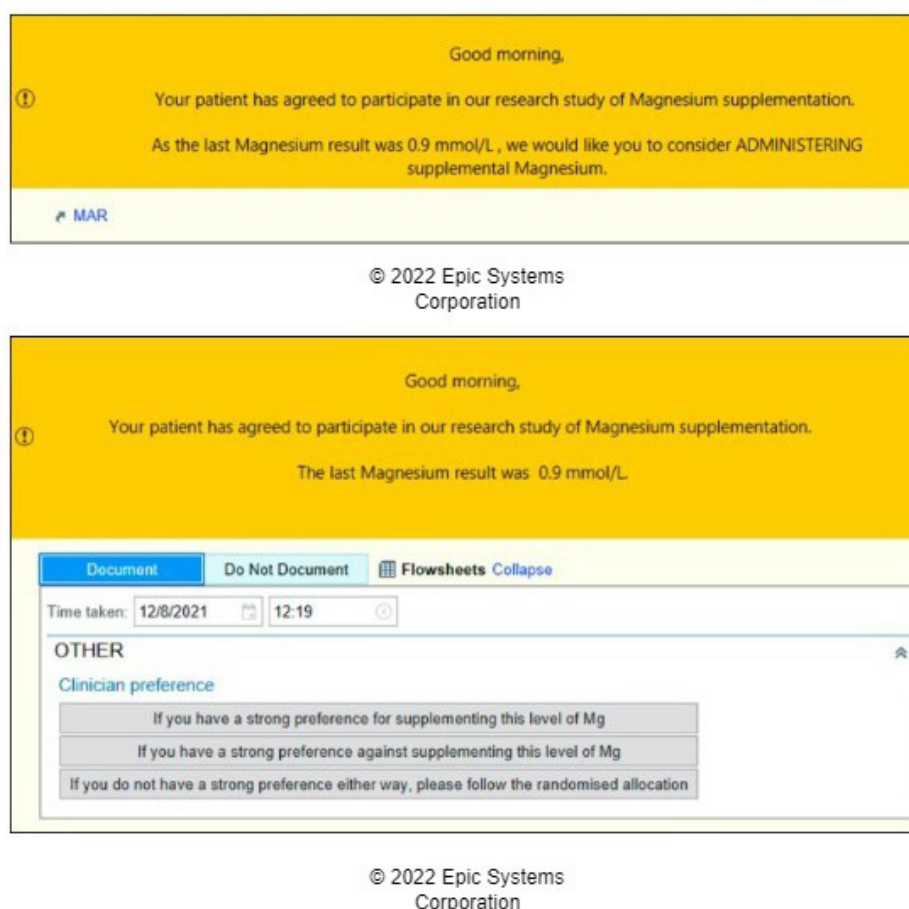 Good morning,
Your patient has agreed to participate in our research study of Magnesium supplementation.
As the last Magnesium result was 0.9 mmol/L , we would like you to consider ADMINISTERING
supplemental Magnesium.
MAR
© 2022 Epic Systems
Corporation
Good morning,
Your patient has agreed to participate in our research study of Magnesium supplementation.
The last Magnesium result was 0.9 mmol/L.
Document Do Not Document Flowsheets Collapse
Time taken: 12/8/2021 12:19
OTHER
Clinician preference
If you have a strong preference for supplementing this level of Mg
If you have a strong preference against supplementing this level of Mg
If you do not have a strong preference either way, please follow the randomised allocation
© 2022 Epic Systems
Corporation